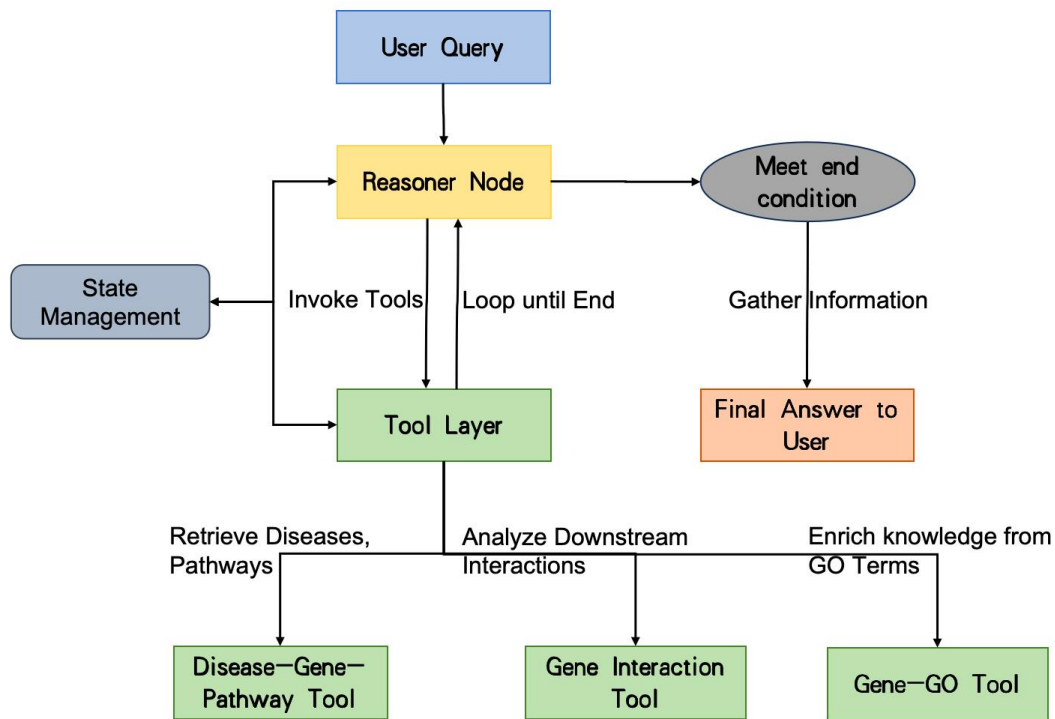 User Query
Reasoner Node
Meet end
condition
State
Management
Invoke Tools
Loop until End
Gather Information
Tool Layer
Final Answer to
User
Retrieve Diseases,
Pathways
Analyze Downstream
Interactions
Enrich knowledge from
GO Terms
Disease-Gene-
Pathway Tool
Gene Interaction
Tool
Gene-GO Tool